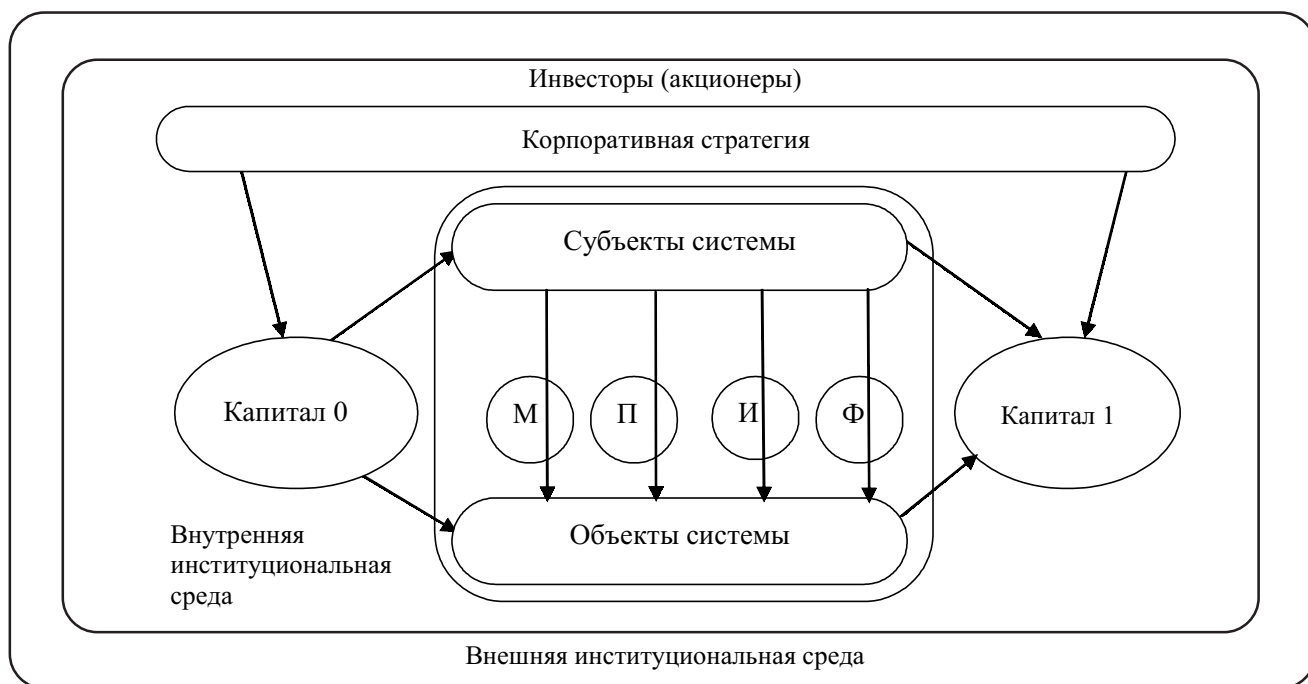 Инвесторы (акционеры)
Корпоративная стратегия
Субъекты системы
Капитал 0
М
П
И
Ф
Капитал 1
Объекты системы
Внутренняя
институциональная
среда
Внешняя институциональная среда